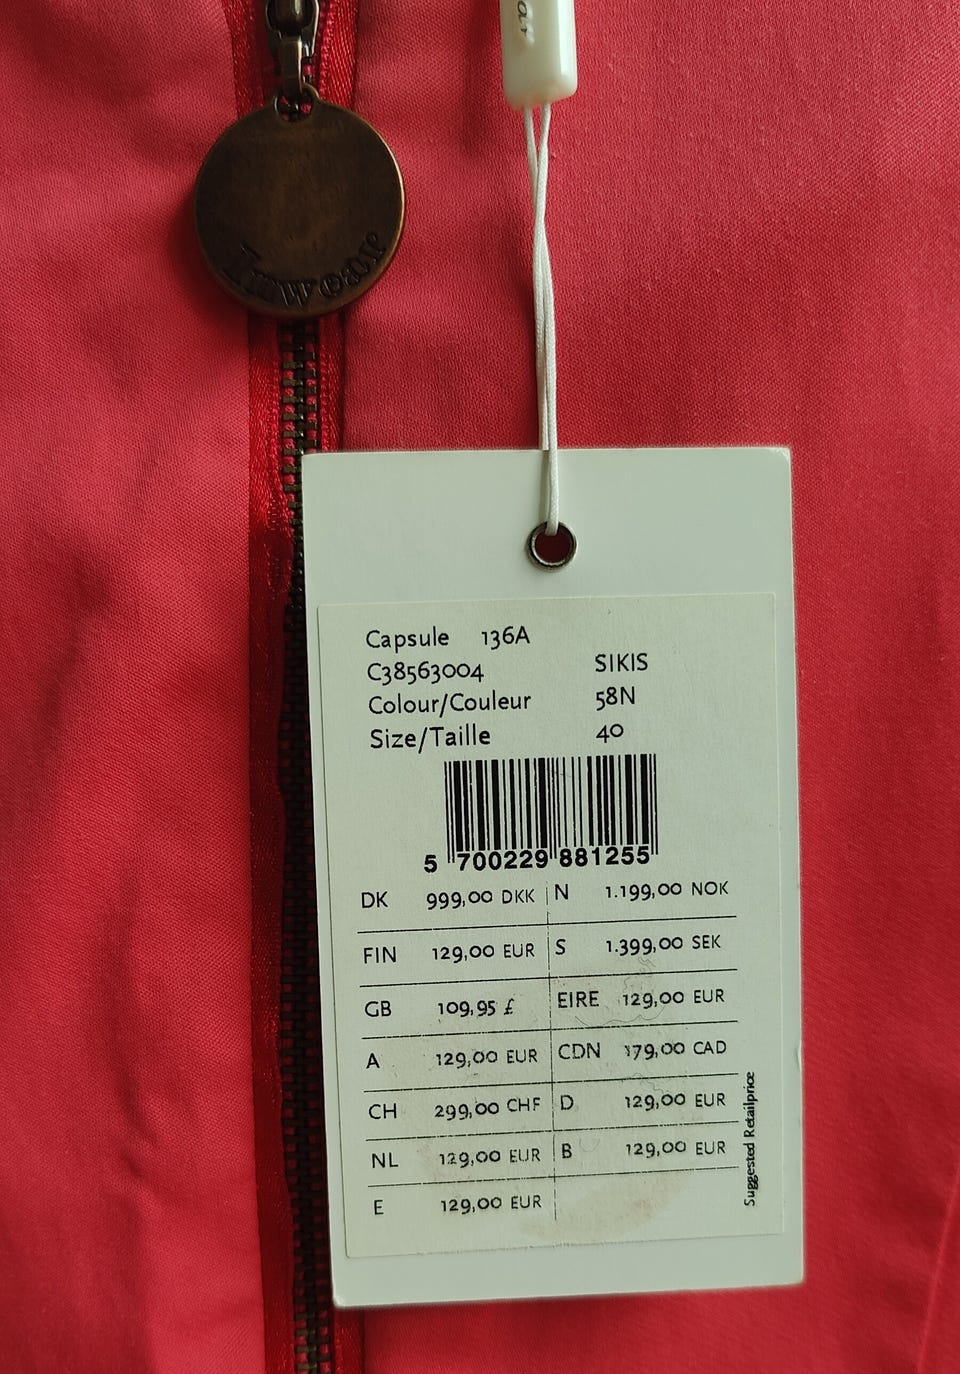 Inwear
Capsule 136A
C38563004 SIKIS
Colour/Couleur 58N
Size/Taille 40
5 700229 881255
DK 999,00 DKK N 1.199,00 NOK
FIN 129,00 EUR S 1.399,00 SEK
GB 109,95 £ EIRE 129,00 EUR
A 129,00 EUR CDN 179,00 CAD
CH 299,00 CHF D 129,00 EUR
NL 129,00 EUR B 129,00 EUR
E 129,00 EUR
Suggested Retailprice